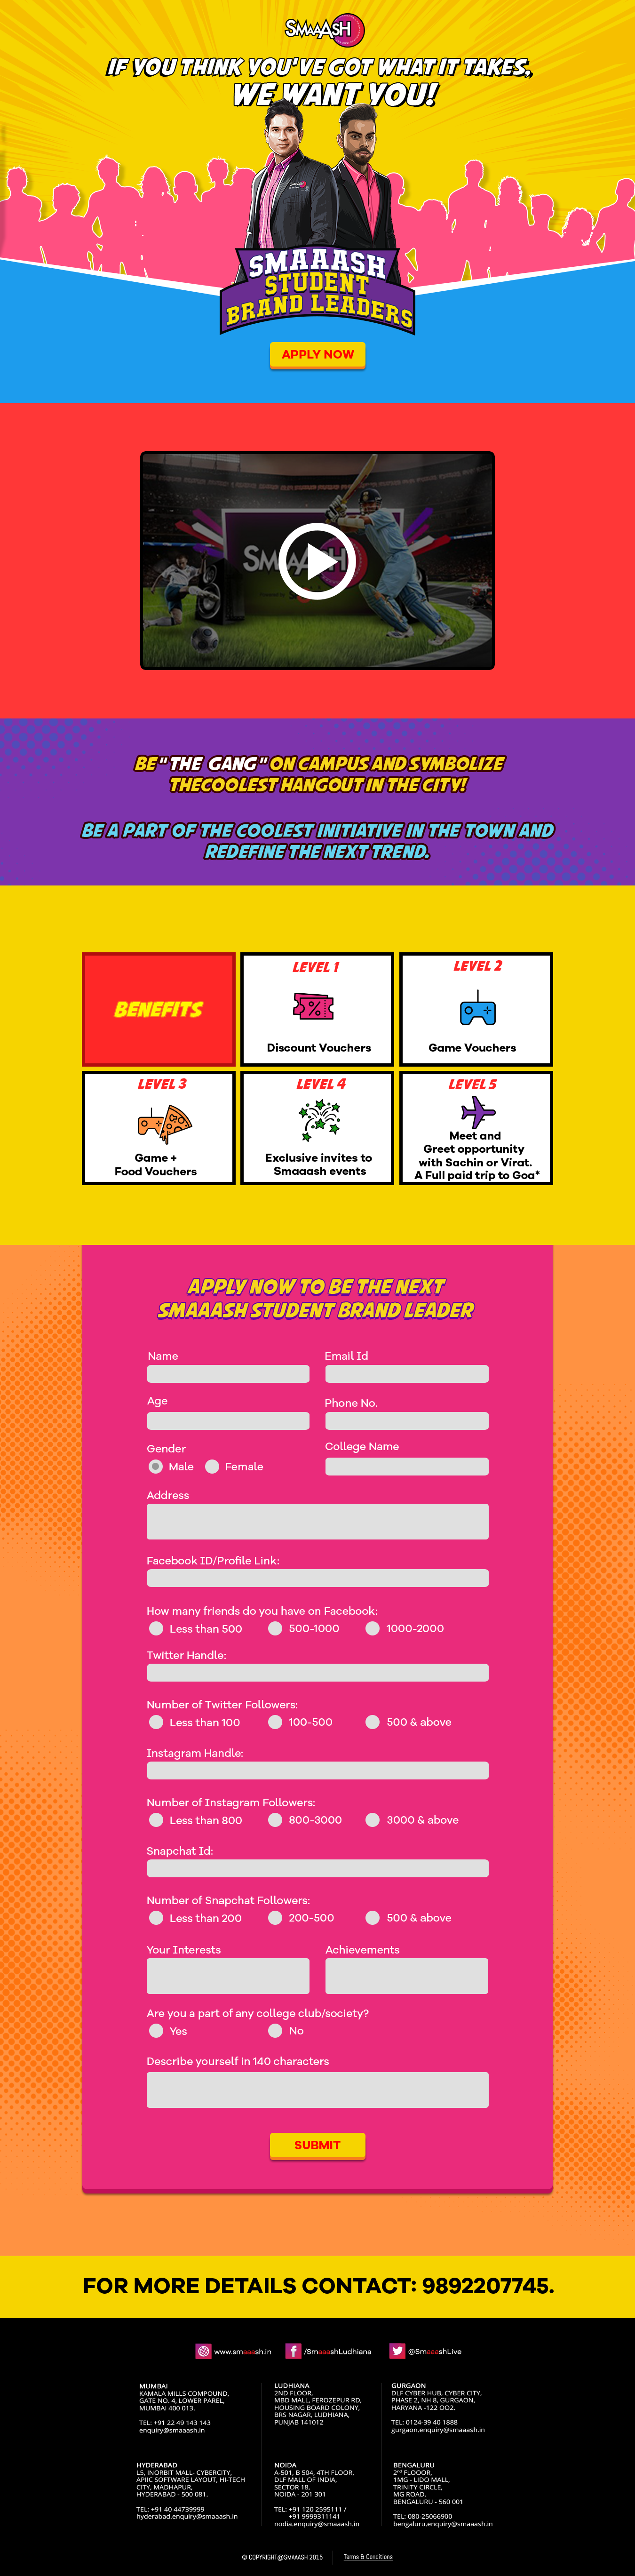 SMAAASH
IF YOU THINK YOU'VE GOT WHAT IT TAKES,
WE WANT YOU!
SMAAASH
STUDENT
BRAND LEADERS
APPLY NOW
BE "THE GANG" ON CAMPUS AND SYMBOLIZE
THECOOLEST HANGOUT IN THE CITY!
BE A PART OF THE COOLEST INITIATIVE IN THE TOWN AND
REDEFINE THE NEXT TREND.
BENEFITS
LEVEL 1
Discount Vouchers
LEVEL 2
Game Vouchers
LEVEL 3
Game +
Food Vouchers
LEVEL 4
Exclusive invites to
Smaaash events
LEVEL 5
Meet and
Greet opportunity
with Sachin or Virat.
A Full paid trip to Goa*
APPLY NOW TO BE THE NEXT
SMAAASH STUDENT BRAND LEADER
Name
Email Id
Age
Phone No.
Gender
Male Female
College Name
Address
Facebook ID/Profile Link:
How many friends do you have on Facebook:
Less than 500 500-1000 1000-2000
Twitter Handle:
Number of Twitter Followers:
Less than 100 100-500 500 & above
Instagram Handle:
Number of Instagram Followers:
Less than 800 800-3000 3000 & above
Snapchat Id:
Number of Snapchat Followers:
Less than 200 200-500 500 & above
Your Interests
Achievements
Are you a part of any college club/society?
Yes No
Describe yourself in 140 characters
SUBMIT
FOR MORE DETAILS CONTACT: 9892207745.
www.smaaash.in /SmaaashLudhiana @SmaaashLive
MUMBAI
KAMALA MILLS COMPOUND,
GATE NO. 4, LOWER PAREL,
MUMBAI 400 013.
TEL: +91 22 49 143 143
enquiry@smaaash.in
LUDHIANA
2ND FLOOR,
MBD MALL, FEROZEPUR RD,
HOUSING BOARD COLONY,
BRS NAGAR, LUDHIANA,
PUNJAB 141012
GURGAON
DLF CYBER HUB, CYBER CITY,
PHASE 2, NH 8, GURGAON,
HARYANA -122 OO2.
TEL: 0124-39 40 1888
gurgaon.enquiry@smaaash.in
HYDERABAD
L5, INORBIT MALL- CYBERCITY,
APIIC SOFTWARE LAYOUT, HI-TECH
CITY, MADHAPUR,
HYDERABAD - 500 081.
TEL: +91 40 44739999
hyderabad.enquiry@smaaash.in
NOIDA
A-501, B 504, 4TH FLOOR,
DLF MALL OF INDIA,
SECTOR 18,
NOIDA - 201 301
TEL: +91 120 2595111 /
+91 9999311141
nodia.enquiry@smaaash.in
BENGALURU
2nd FLOOOR,
1MG - LIDO MALL,
TRINITY CIRCLE,
MG ROAD,
BENGALURU - 560 001
TEL: 080-25066900
bengaluru.enquiry@smaaash.in
© COPYRIGHT@SMAAASH 2015
Terms & Conditions